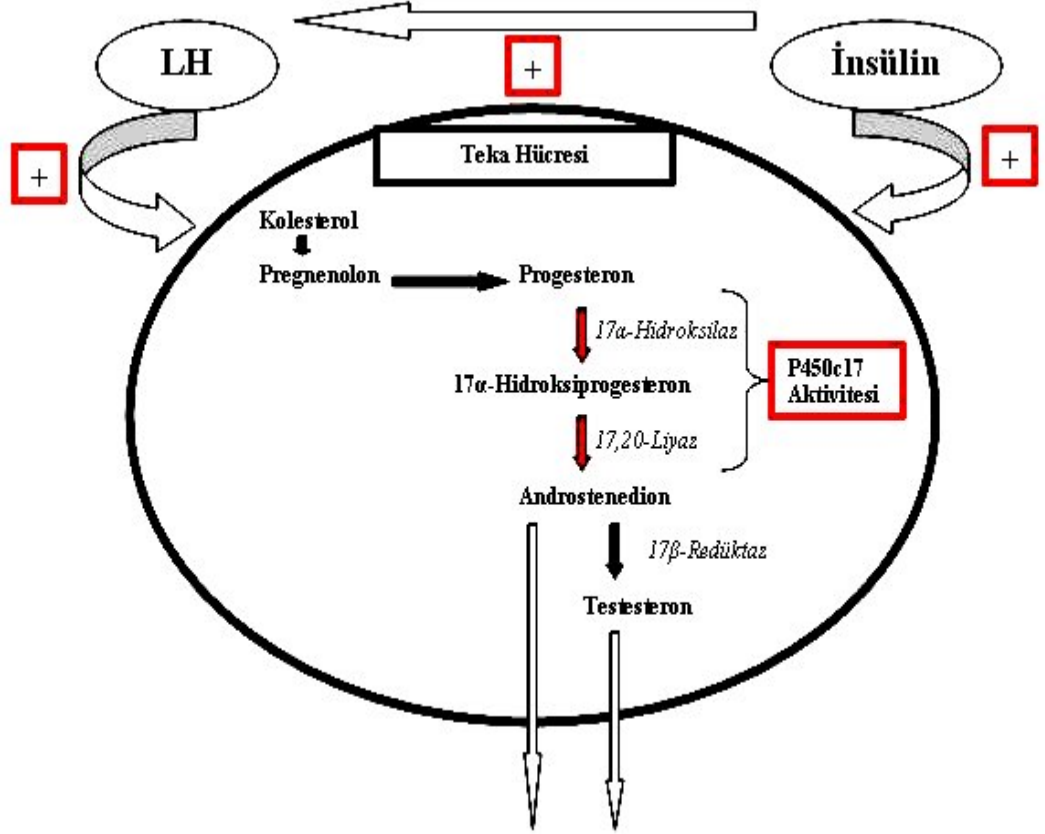 LH
İnsülin
+
+
+
Teka Hücresi
Kolesterol
Pregnenolon
Progesteron
17α-Hidroksilaz
17α-Hidroksiprogesteron
P450c17
Aktivitesi
17,20-Liyaz
Androstenedion
17β-Redüktaz
Testesteron